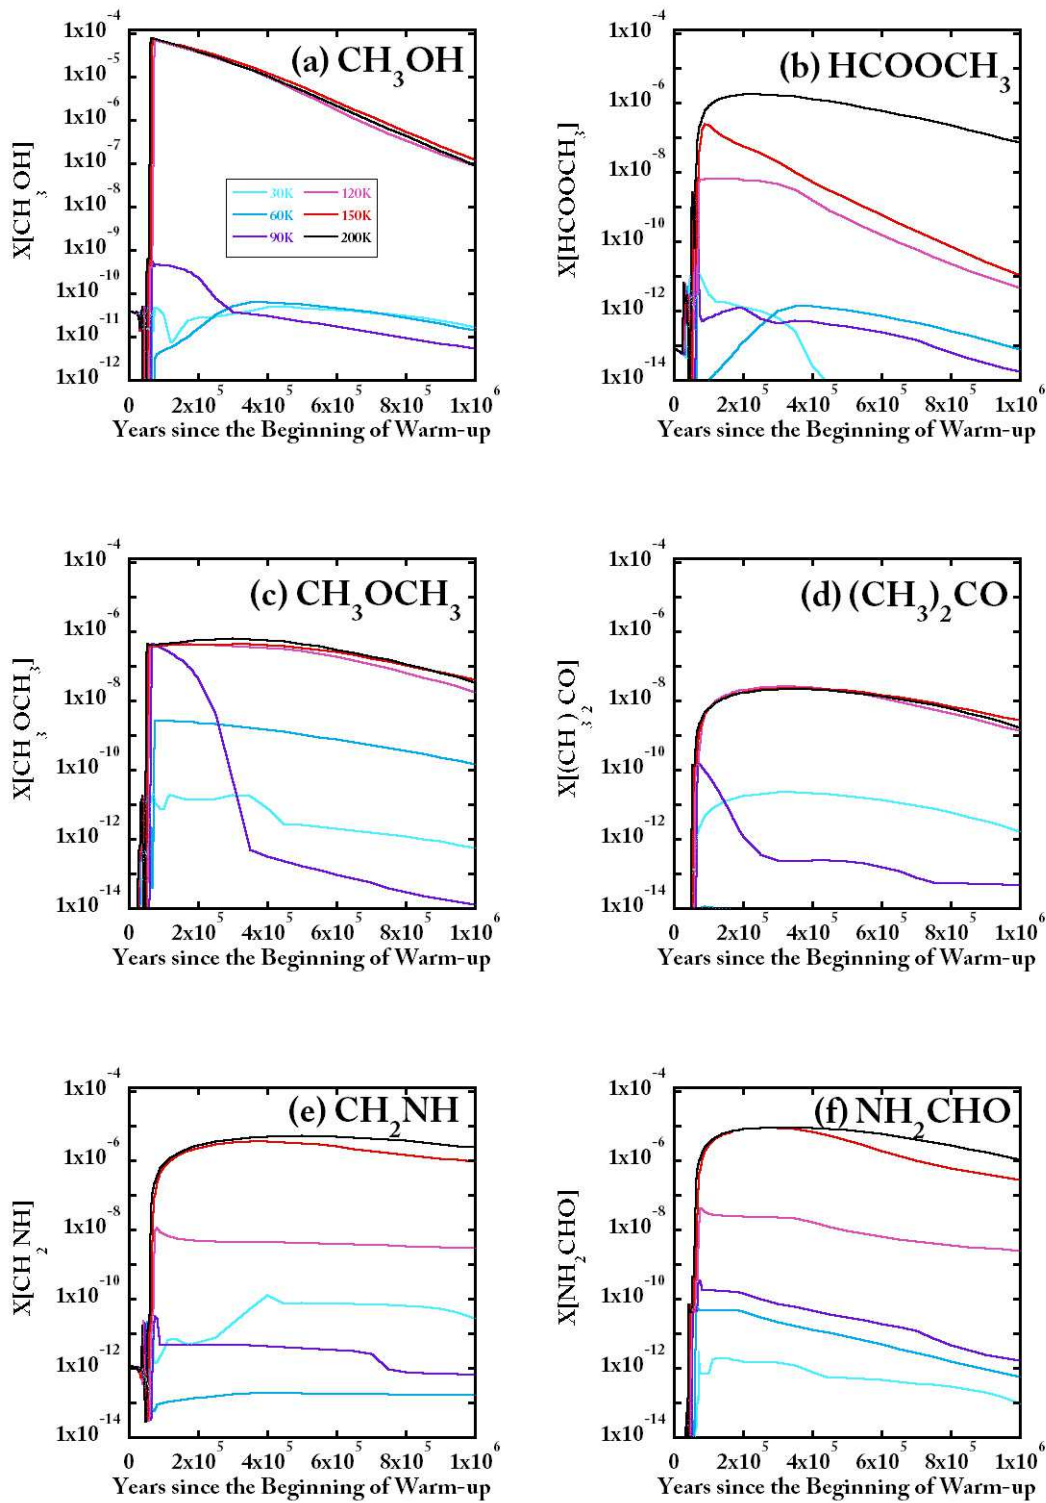 (a) CH₃OH
X[CH₃OH]
1x10⁻⁴
1x10⁻⁵
1x10⁻⁶
1x10⁻⁷
1x10⁻⁸
1x10⁻⁹
1x10⁻¹⁰
1x10⁻¹¹
1x10⁻¹²
30K 120K
60K 150K
90K 200K
0 2x10⁵ 4x10⁵ 6x10⁵ 8x10⁵ 1x10⁶
Years since the Beginning of Warm-up
(b) HCOOCH₃
X[HCOOCH₃]
1x10⁻⁴
1x10⁻⁶
1x10⁻⁸
1x10⁻¹⁰
1x10⁻¹²
1x10⁻¹⁴
0 2x10⁵ 4x10⁵ 6x10⁵ 8x10⁵ 1x10⁶
Years since the Beginning of Warm-up
(c) CH₃OCH₃
X[CH₃OCH₃]
1x10⁻⁴
1x10⁻⁶
1x10⁻⁸
1x10⁻¹⁰
1x10⁻¹²
1x10⁻¹⁴
0 2x10⁵ 4x10⁵ 6x10⁵ 8x10⁵ 1x10⁶
Years since the Beginning of Warm-up
(d) (CH₃)₂CO
X[(CH₃)₂CO]
1x10⁻⁴
1x10⁻⁶
1x10⁻⁸
1x10⁻¹⁰
1x10⁻¹²
1x10⁻¹⁴
0 2x10⁵ 4x10⁵ 6x10⁵ 8x10⁵ 1x10⁶
Years since the Beginning of Warm-up
(e) CH₂NH
X[CH₂NH]
1x10⁻⁴
1x10⁻⁶
1x10⁻⁸
1x10⁻¹⁰
1x10⁻¹²
1x10⁻¹⁴
0 2x10⁵ 4x10⁵ 6x10⁵ 8x10⁵ 1x10⁶
Years since the Beginning of Warm-up
(f) NH₂CHO
X[NH₂CHO]
1x10⁻⁴
1x10⁻⁶
1x10⁻⁸
1x10⁻¹⁰
1x10⁻¹²
1x10⁻¹⁴
0 2x10⁵ 4x10⁵ 6x10⁵ 8x10⁵ 1x10⁶
Years since the Beginning of Warm-up